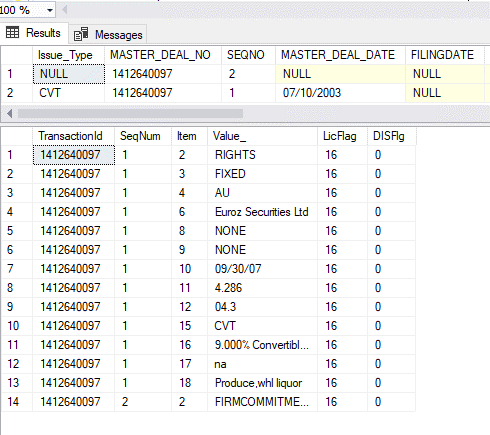 100 %
Results Messages
Issue_Type MASTER_DEAL_NO SEQNO MASTER_DEAL_DATE FILINGDATE
1 NULL 1412640097 2 NULL NULL
2 CVT 1412640097 1 07/10/2003 NULL
TransactionId SeqNum Item Value_ LicFlag DISFlg
1 1412640097 1 2 RIGHTS 16 0
2 1412640097 1 3 FIXED 16 0
3 1412640097 1 4 AU 16 0
4 1412640097 1 6 Euroz Securities Ltd 16 0
5 1412640097 1 8 NONE 16 0
6 1412640097 1 9 NONE 16 0
7 1412640097 1 10 09/30/07 16 0
8 1412640097 1 11 4.286 16 0
9 1412640097 1 12 04.3 16 0
10 1412640097 1 15 CVT 16 0
11 1412640097 1 16 9.000% Convertibl... 16 0
12 1412640097 1 17 na 16 0
13 1412640097 1 18 Produce,whl liquor 16 0
14 1412640097 2 2 FIRMCOMMITME... 16 0